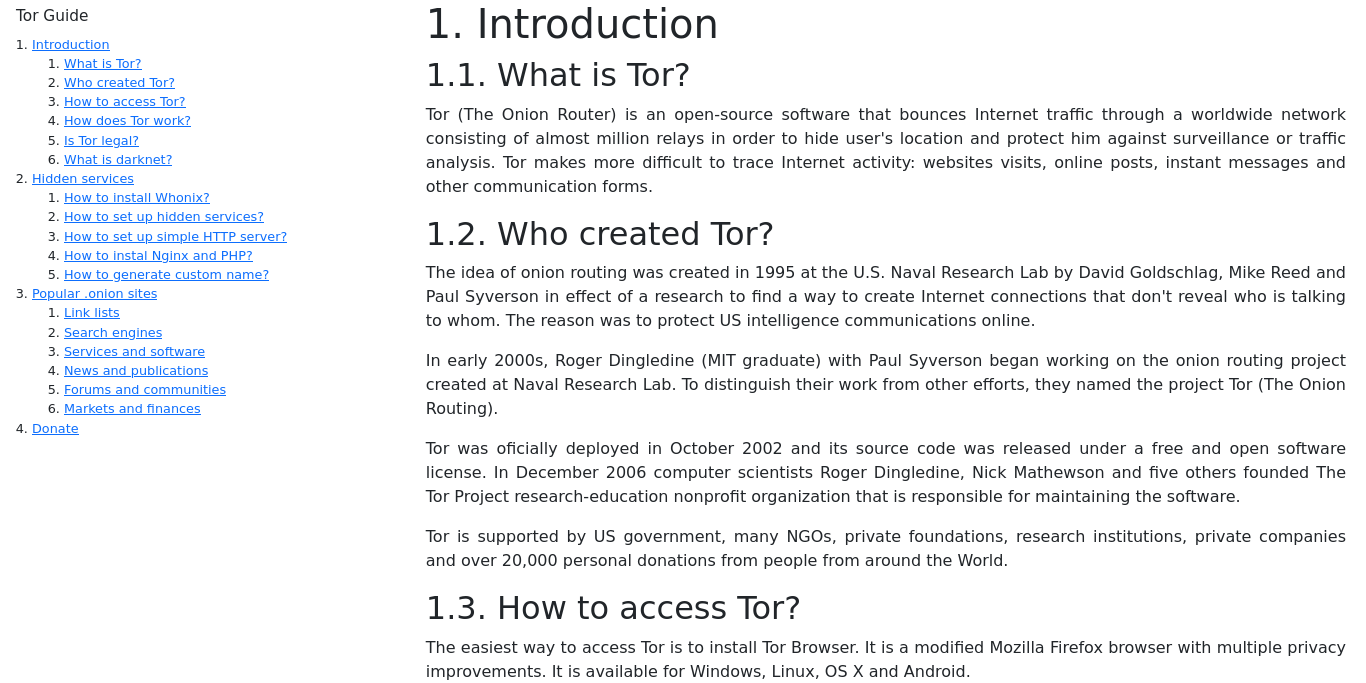 Tor Guide
1. Introduction
1. What is Tor?
2. Who created Tor?
3. How to access Tor?
4. How does Tor work?
5. Is Tor legal?
6. What is darknet?
2. Hidden services
1. How to install Whonix?
2. How to set up hidden services?
3. How to set up simple HTTP server?
4. How to instal Nginx and PHP?
5. How to generate custom name?
3. Popular .onion sites
1. Link lists
2. Search engines
3. Services and software
4. News and publications
5. Forums and communities
6. Markets and finances
4. Donate
1. Introduction
1.1. What is Tor?
Tor (The Onion Router) is an open-source software that bounces Internet traffic through a worldwide network
consisting of almost million relays in order to hide user's location and protect him against surveillance or traffic
analysis. Tor makes more difficult to trace Internet activity: websites visits, online posts, instant messages and
other communication forms.
1.2. Who created Tor?
The idea of onion routing was created in 1995 at the U.S. Naval Research Lab by David Goldschlag, Mike Reed and
Paul Syverson in effect of a research to find a way to create Internet connections that don't reveal who is talking
to whom. The reason was to protect US intelligence communications online.
In early 2000s, Roger Dingledine (MIT graduate) with Paul Syverson began working on the onion routing project
created at Naval Research Lab. To distinguish their work from other efforts, they named the project Tor (The Onion
Routing).
Tor was oficially deployed in October 2002 and its source code was released under a free and open software
license. In December 2006 computer scientists Roger Dingledine, Nick Mathewson and five others founded The
Tor Project research-education nonprofit organization that is responsible for maintaining the software.
Tor is supported by US government, many NGOs, private foundations, research institutions, private companies
and over 20,000 personal donations from people from around the World.
1.3. How to access Tor?
The easiest way to access Tor is to install Tor Browser. It is a modified Mozilla Firefox browser with multiple privacy
improvements. It is available for Windows, Linux, OS X and Android.